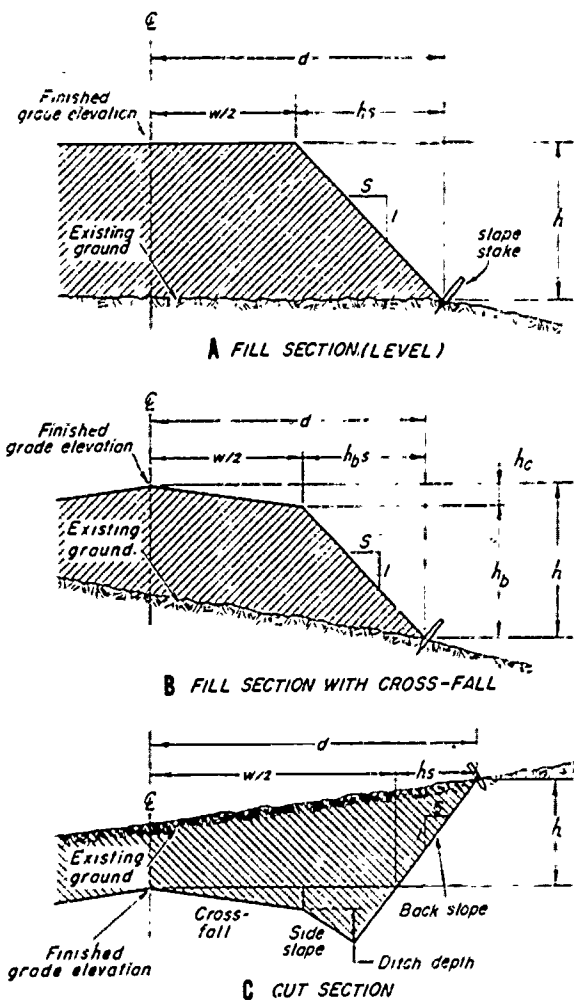 ℄
d
Finished
grade elevation
w/2
hs
S
1
h
Existing
ground
slope
stake
A FILL SECTION (LEVEL)
℄
d
Finished
grade elevation
w/2
hbs
hc
Existing
ground
S
1
hb
h
B FILL SECTION WITH CROSS-FALL
d
w/2
hs
℄
S
1
h
Existing
ground
Back slope
Cross-
fall
Side
slope
Ditch depth
Finished
grade elevation
C CUT SECTION